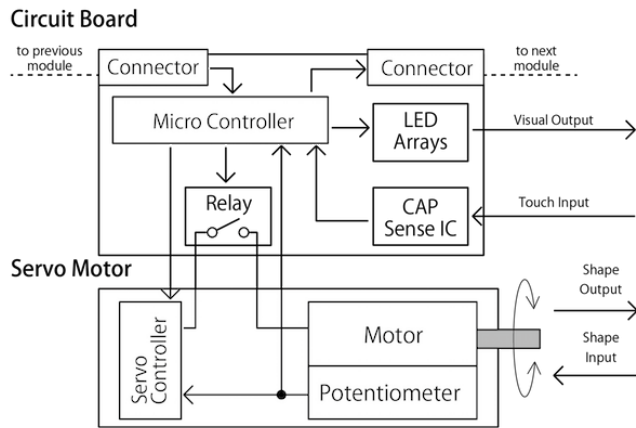 Circuit Board
to previous
module
to next
module
Connector
Connector
Micro Controller
LED
Arrays
Visual Output
Relay
CAP
Sense IC
Touch Input
Servo Motor
Shape
Output
Servo
Controller
Motor
Shape
Input
Potentiometer